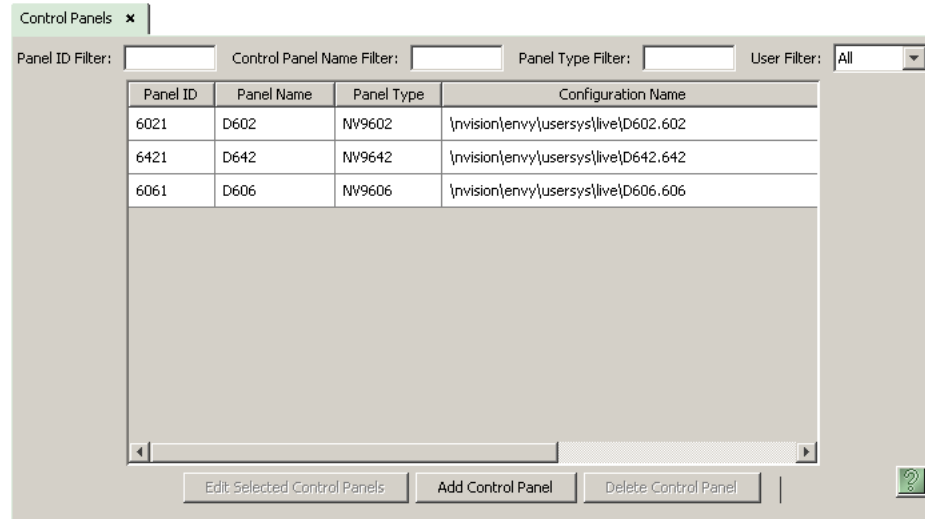 Control Panels ×
Panel ID Filter: Control Panel Name Filter: Panel Type Filter: User Filter: All
Panel ID Panel Name Panel Type Configuration Name
6021 D602 NV9602 \nvision\envy\usersys\live\D602.602
6421 D642 NV9642 \nvision\envy\usersys\live\D642.642
6061 D606 NV9606 \nvision\envy\usersys\live\D606.606
Edit Selected Control Panels Add Control Panel Delete Control Panel ?